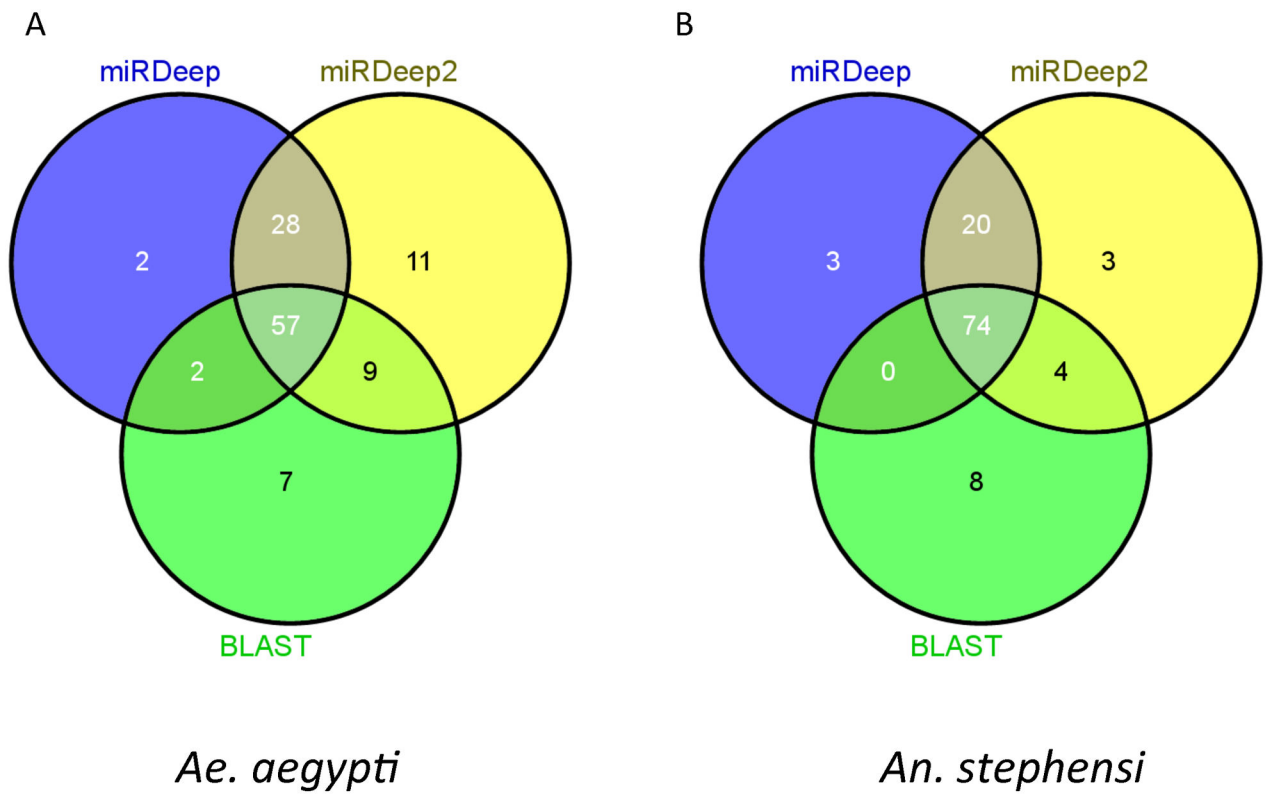 A
B
miRDeep
miRDeep2
miRDeep
miRDeep2
28
20
2
11
3
3
57
74
2
9
0
4
7
8
BLAST
BLAST
Ae. aegypti
An. stephensi